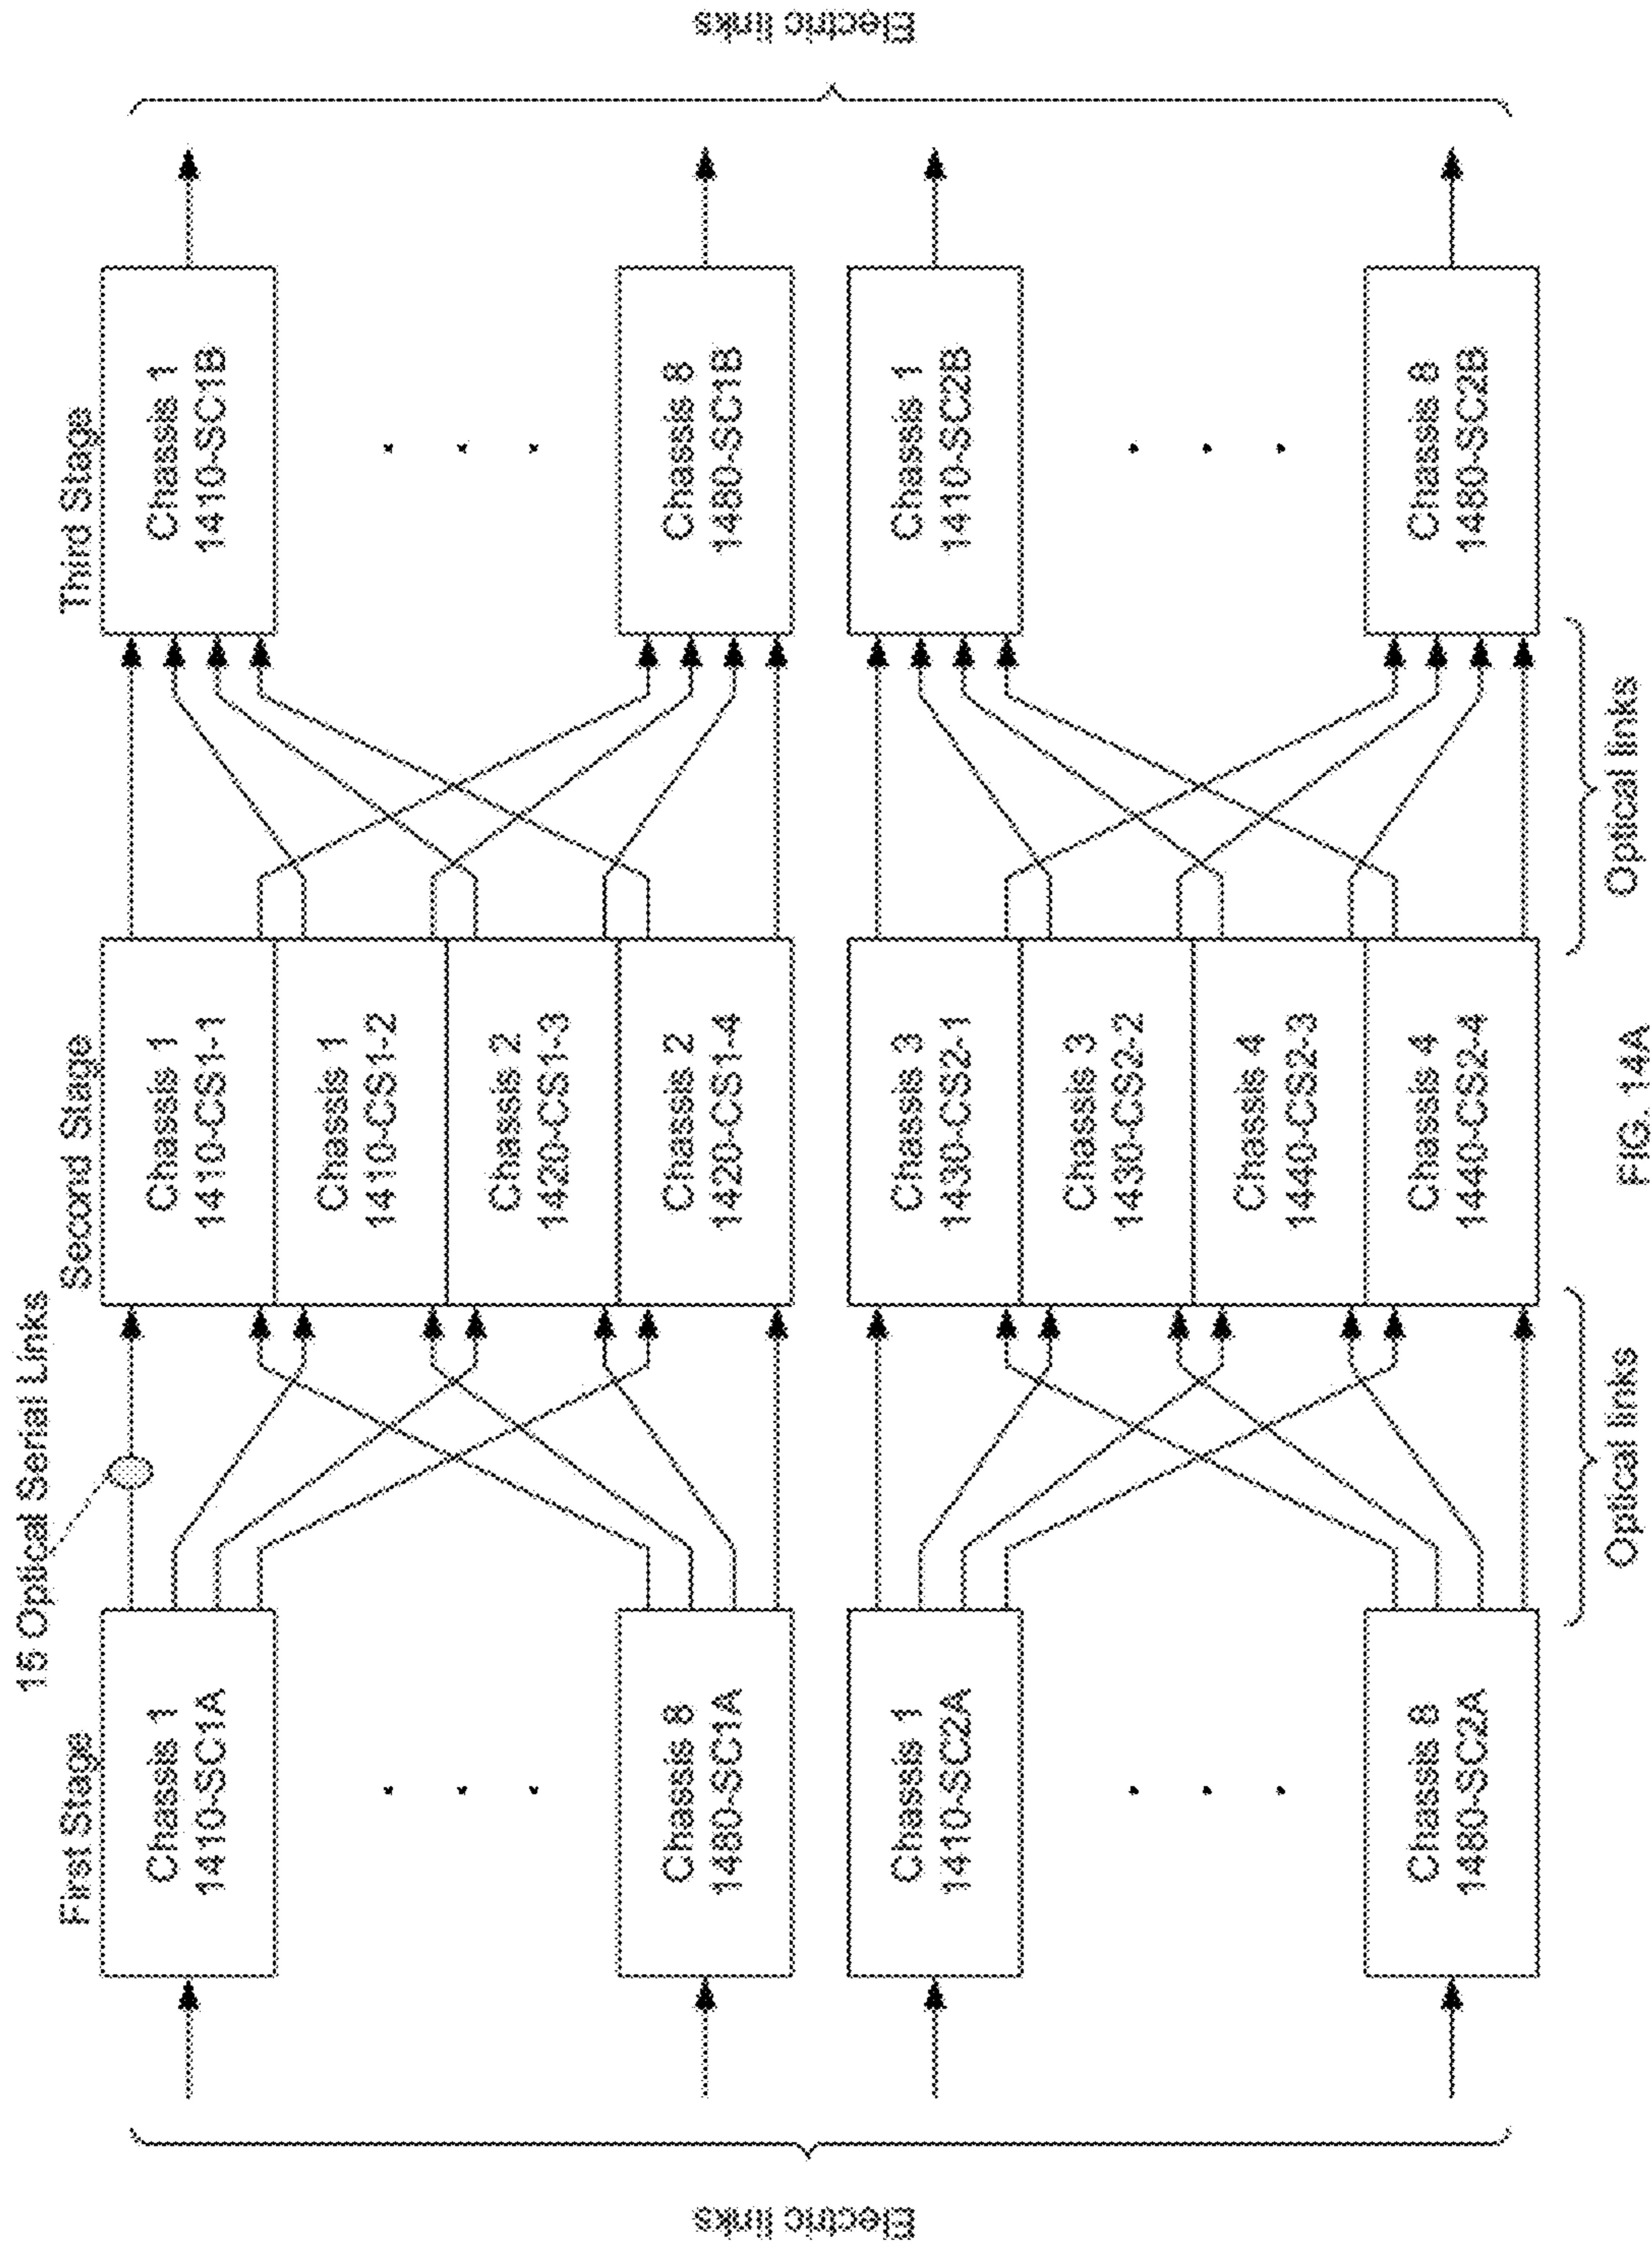 15 Optical Serial Links
First Stage
Second Stage
Third Stage
Electric links
Chassis 1
1410-SC1A
Chassis 8
1480-SC1A
Chassis 1
1410-SC2A
Chassis 8
1480-SC2A
Chassis 1
1410-CS1-1
Chassis 1
1410-CS1-2
Chassis 2
1420-CS1-3
Chassis 2
1420-CS1-4
Chassis 3
1430-CS2-1
Chassis 3
1430-CS2-2
Chassis 4
1440-CS2-3
Chassis 4
1440-CS2-4
Chassis 1
1410-SC1B
Chassis 8
1480-SC1B
Chassis 1
1410-SC2B
Chassis 8
1480-SC2B
Electric links
Optical links
Optical links
FIG. 14A